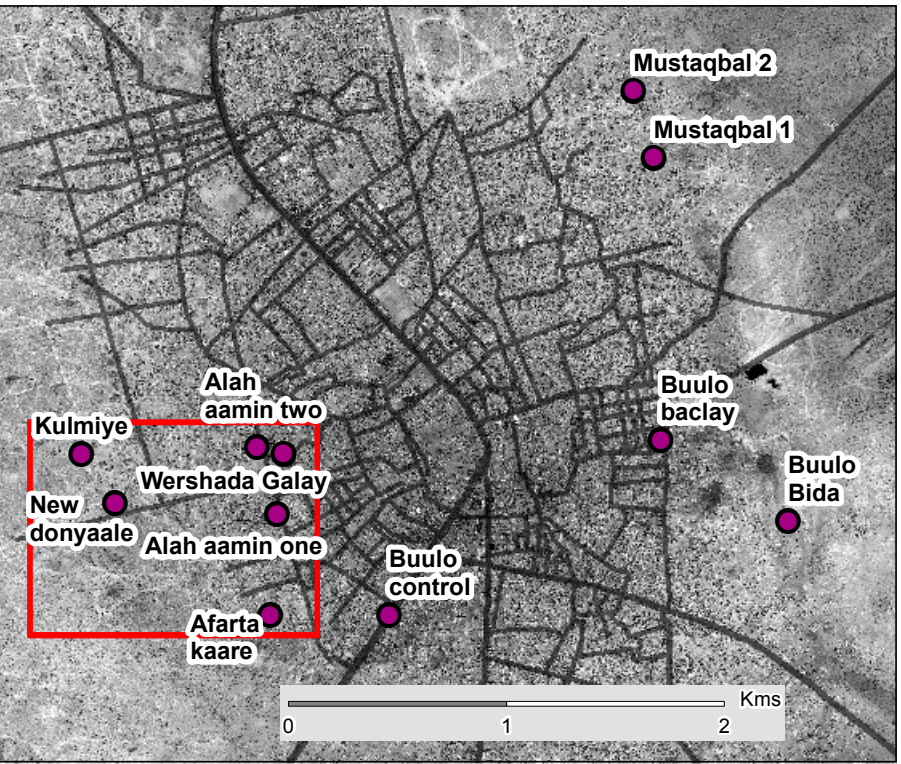 Mustaqbal 2
Mustaqbal 1
Alah
aamin two
Buulo
baclay
Kulmiye
Buulo
Bida
Wershada Galay
New
donyaale
Alah aamin one
Buulo
control
Afarta
kaare
Kms
0 1 2